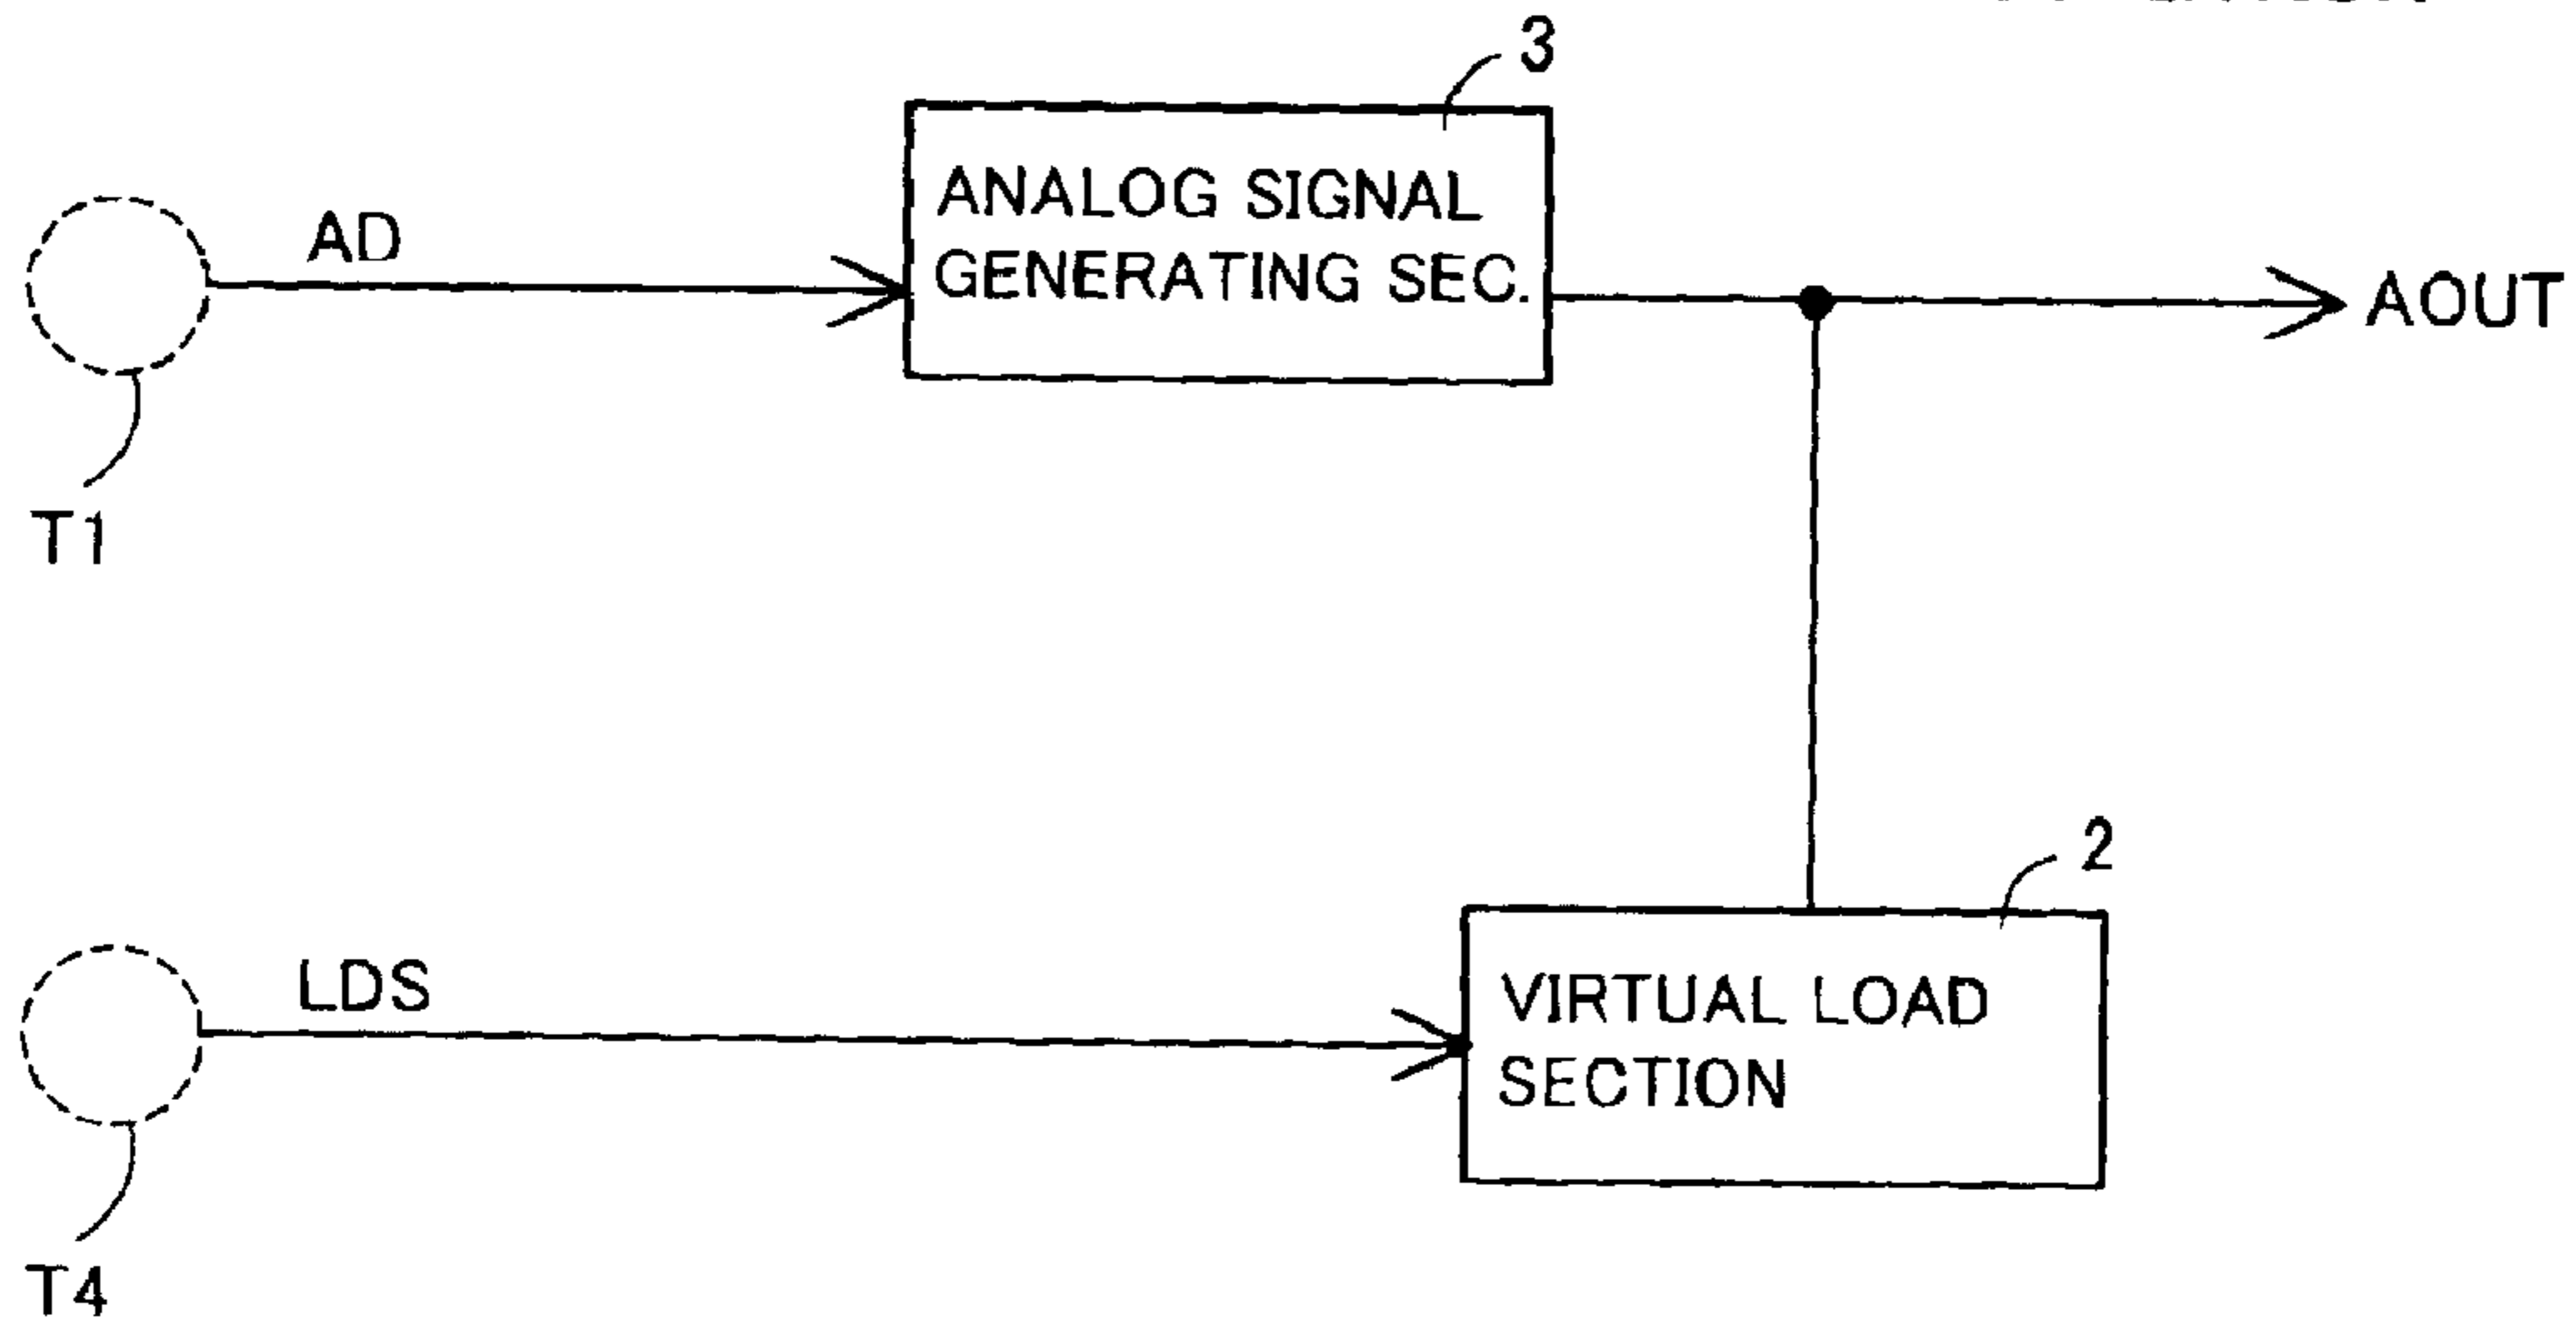 3
ANALOG SIGNAL
GENERATING SEC.
AD
AOUT
T1
2
LDS
VIRTUAL LOAD
SECTION
T4